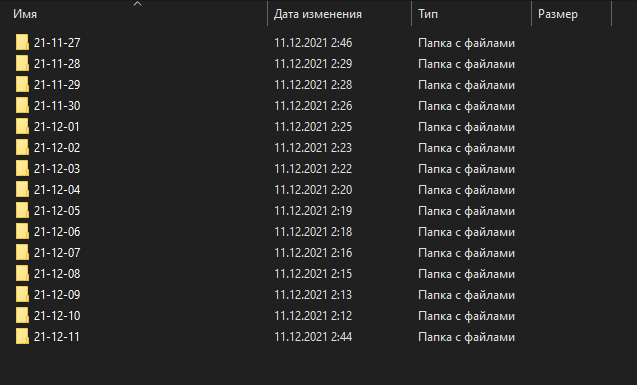 Имя Дата изменения Тип Размер
21-11-27 11.12.2021 2:46 Папка с файлами
21-11-28 11.12.2021 2:29 Папка с файлами
21-11-29 11.12.2021 2:28 Папка с файлами
21-11-30 11.12.2021 2:26 Папка с файлами
21-12-01 11.12.2021 2:25 Папка с файлами
21-12-02 11.12.2021 2:23 Папка с файлами
21-12-03 11.12.2021 2:22 Папка с файлами
21-12-04 11.12.2021 2:20 Папка с файлами
21-12-05 11.12.2021 2:19 Папка с файлами
21-12-06 11.12.2021 2:18 Папка с файлами
21-12-07 11.12.2021 2:16 Папка с файлами
21-12-08 11.12.2021 2:15 Папка с файлами
21-12-09 11.12.2021 2:13 Папка с файлами
21-12-10 11.12.2021 2:12 Папка с файлами
21-12-11 11.12.2021 2:44 Папка с файлами